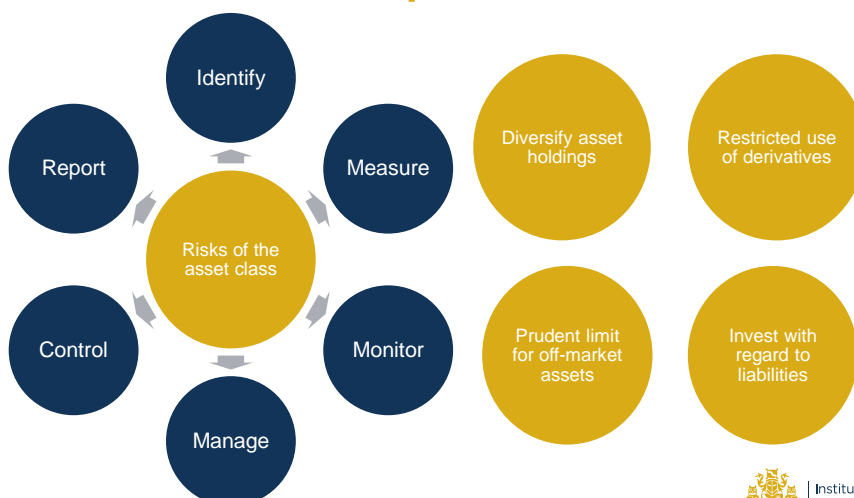 Identify
Report
Measure
Risks of the
asset class
Control
Monitor
Manage
Diversify asset
holdings
Restricted use
of derivatives
Prudent limit
for off-market
assets
Invest with
regard to
liabilities